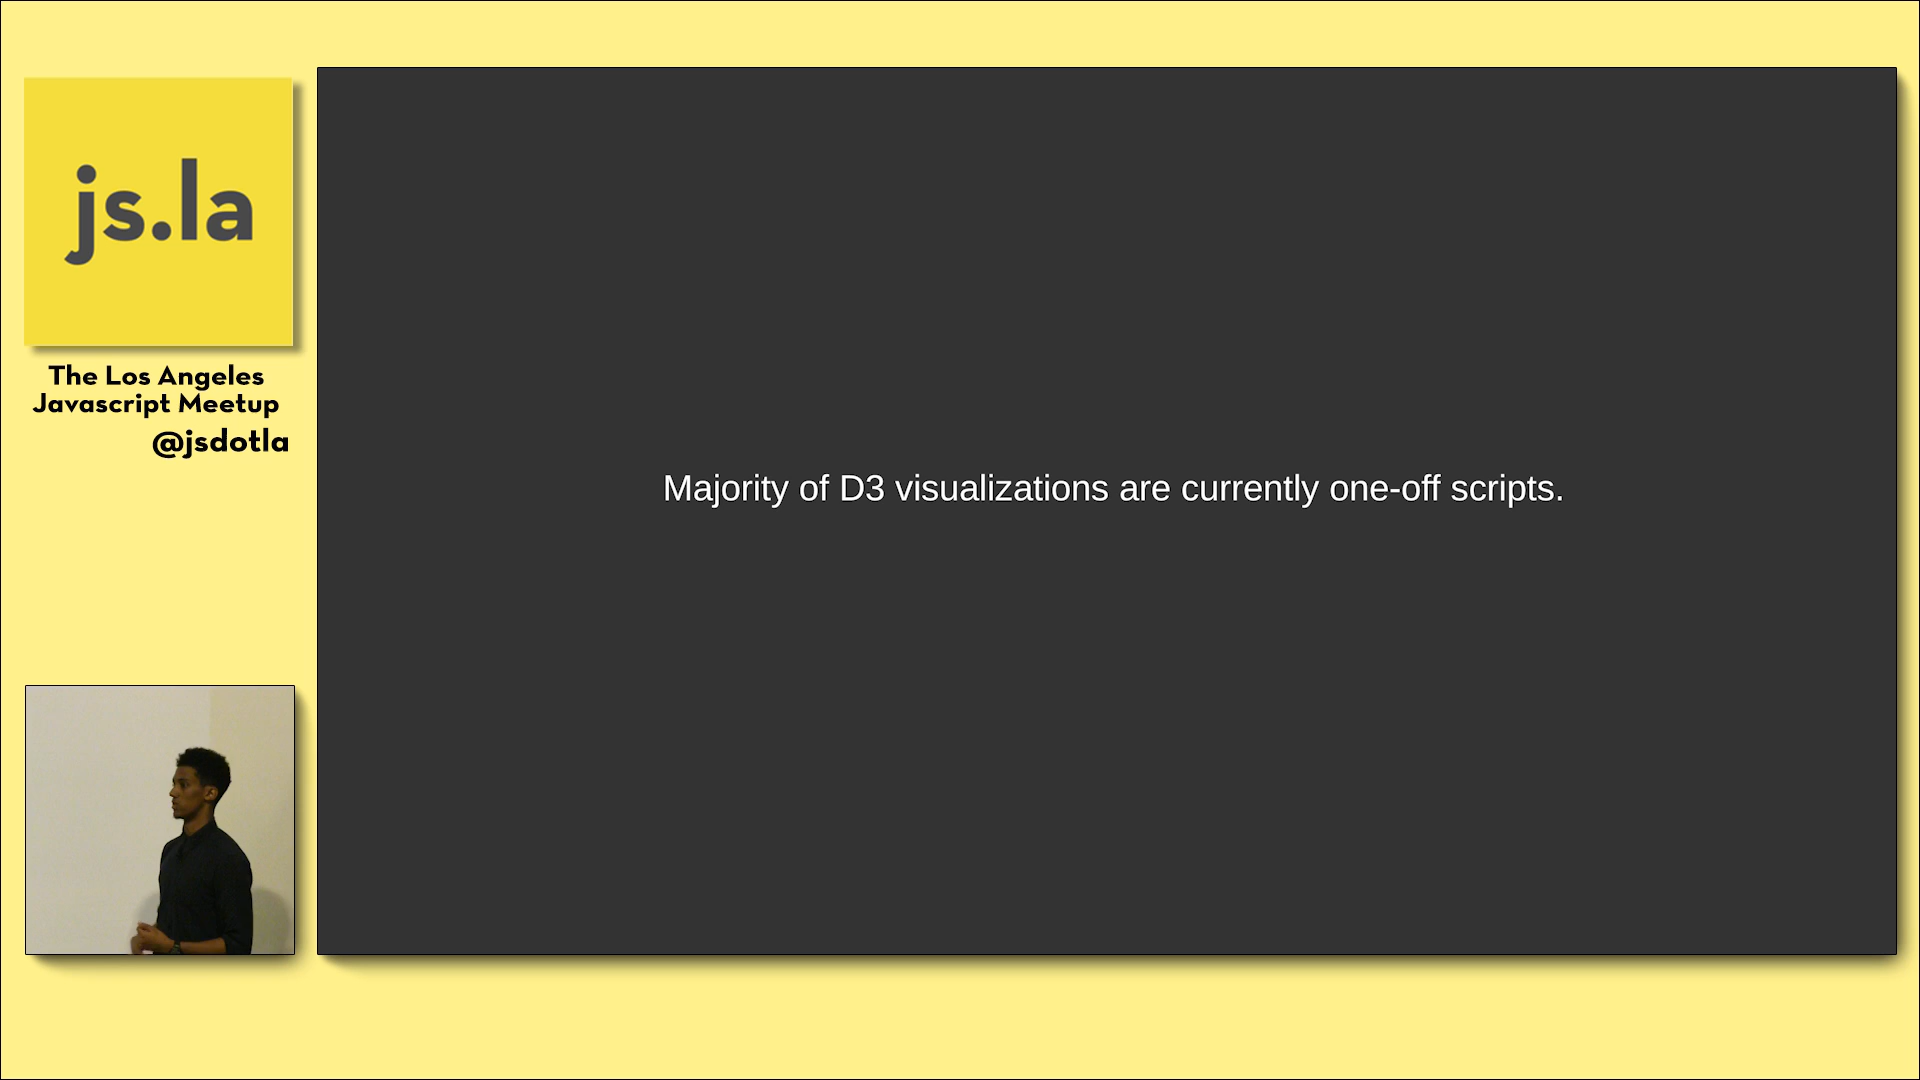 js.la
The Los Angeles
Javascript Meetup
@jsdotla
Majority of D3 visualizations are currently one-off scripts.